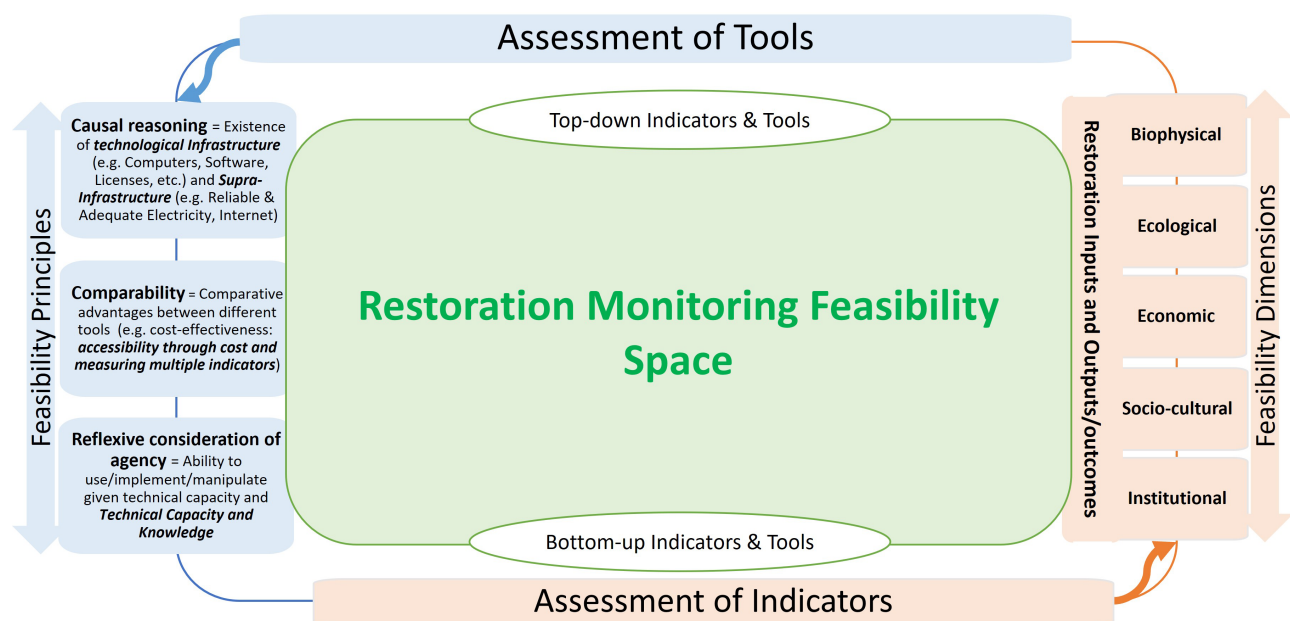 Assessment of Tools
Top-down Indicators & Tools
Feasibility Principles
Causal reasoning = Existence
of technological Infrastructure
(e.g. Computers, Software,
Licenses, etc.) and Supra-
Infrastructure (e.g. Reliable &
Adequate Electricity, Internet)
Comparability = Comparative
advantages between different
tools (e.g. cost-effectiveness:
accessibility through cost and
measuring multiple indicators)
Reflexive consideration of
agency = Ability to
use/implement/manipulate
given technical capacity and
Technical Capacity and
Knowledge
Restoration Monitoring Feasibility
Space
Restoration Inputs and Outputs/outcomes
Biophysical
Ecological
Economic
Socio-cultural
Institutional
Feasibility Dimensions
Bottom-up Indicators & Tools
Assessment of Indicators